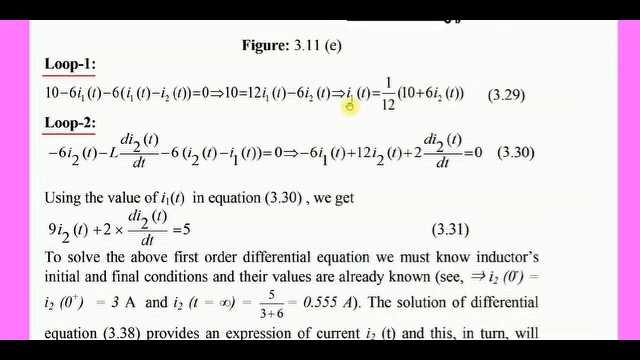 Figure: 3.11 (e)
Loop-1:
10−6i₁(t)−6(i₁(t)−i₂(t))=0⇒10=12i₁(t)−6i₂(t)⇒i₁(t)=1/12(10+6i₂(t)) (3.29)
Loop-2:
−6i₂(t)−L di₂(t)/dt −6(i₂(t)−i₁(t))=0⇒−6i₁(t)+12i₂(t)+2 di₂(t)/dt =0 (3.30)
Using the value of i₁(t) in equation (3.30), we get
9i₂(t)+2× di₂(t)/dt =5 (3.31)
To solve the above first order differential equation we must know inductor's
initial and final conditions and their values are already known (see, ⇒ i₂(0⁻) =
i₂(0⁺) = 3 A and i₂(t = ∞) = 5/3+6 = 0.555 A). The solution of differential
equation (3.38) provides an expression of current i₂(t) and this, in turn, will